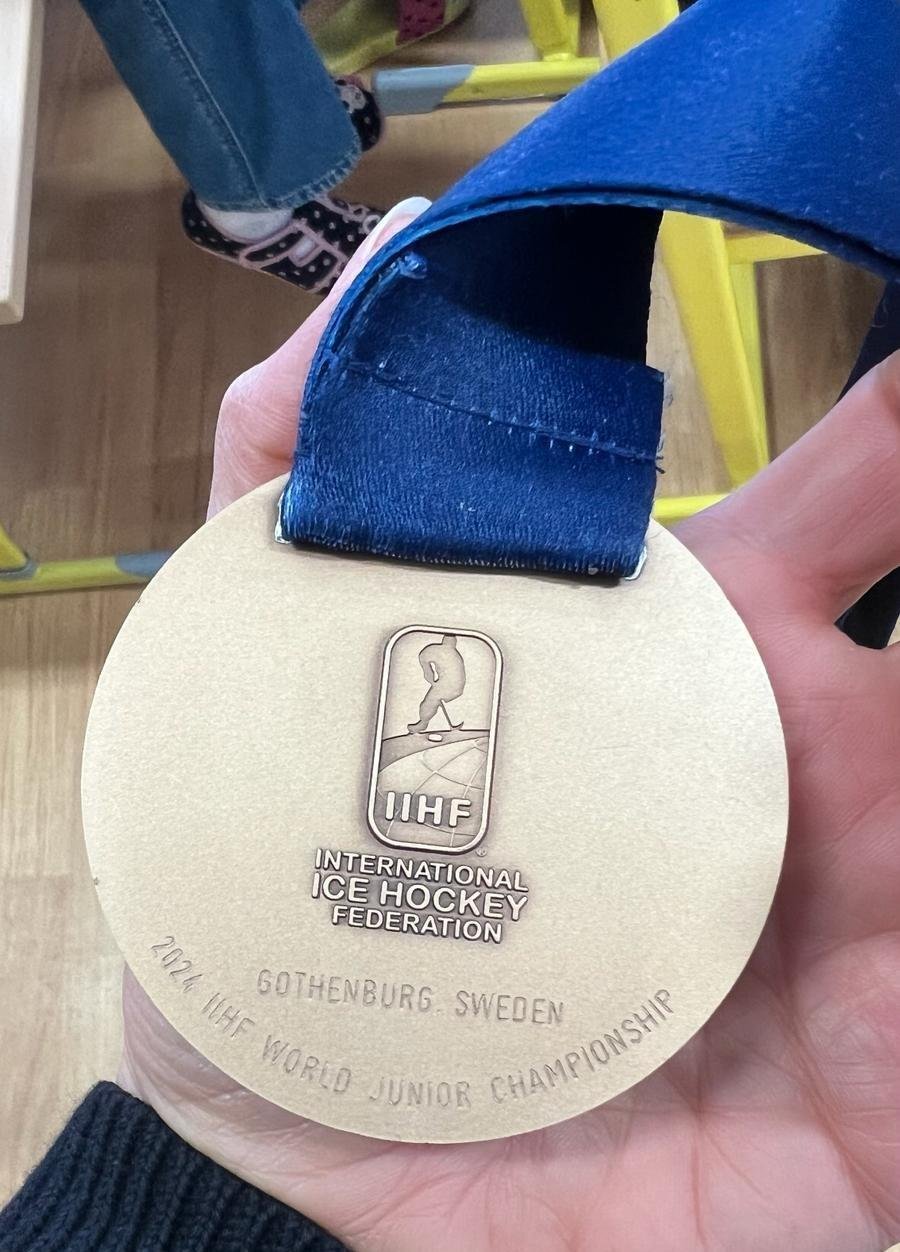 IIHF
INTERNATIONAL
ICE HOCKEY
FEDERATION
GOTHENBURG, SWEDEN
2024 IIHF WORLD JUNIOR CHAMPIONSHIP